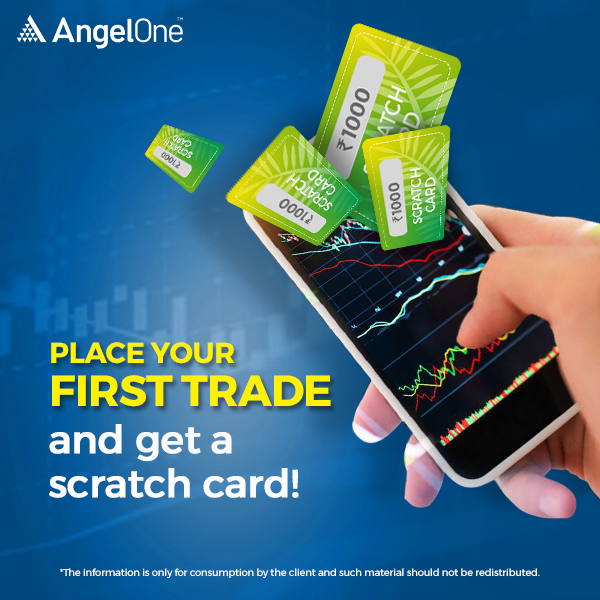 AngelOne™
₹1000
SCRATCH
CARD
SCRATCH
CARD
₹1000
SCRATCH
CARD
₹1000
₹1000
SCRATCH
CARD
PLACE YOUR
FIRST TRADE
and get a
scratch card!
*The information is only for consumption by the client and such material should not be redistributed.